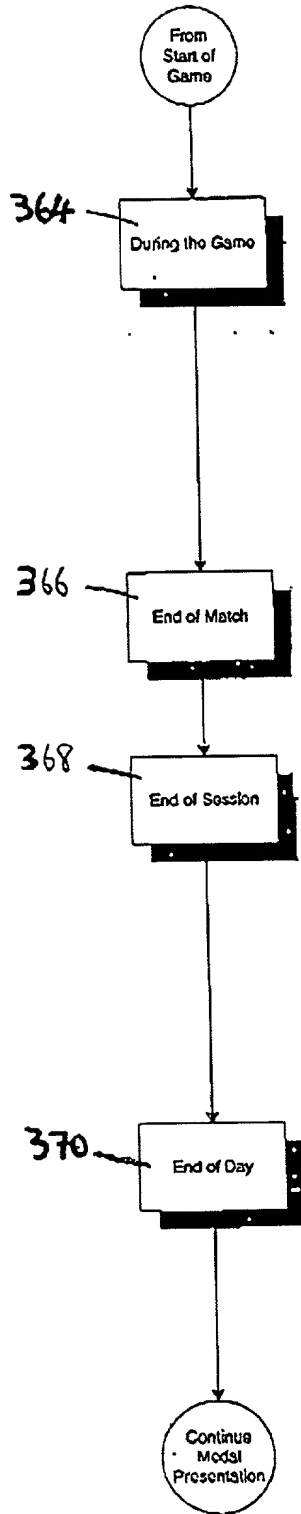 From
Start of
Game
364
During the Game
366
End of Match
368
End of Session
370
End of Day
Continue
Medal
Presentation